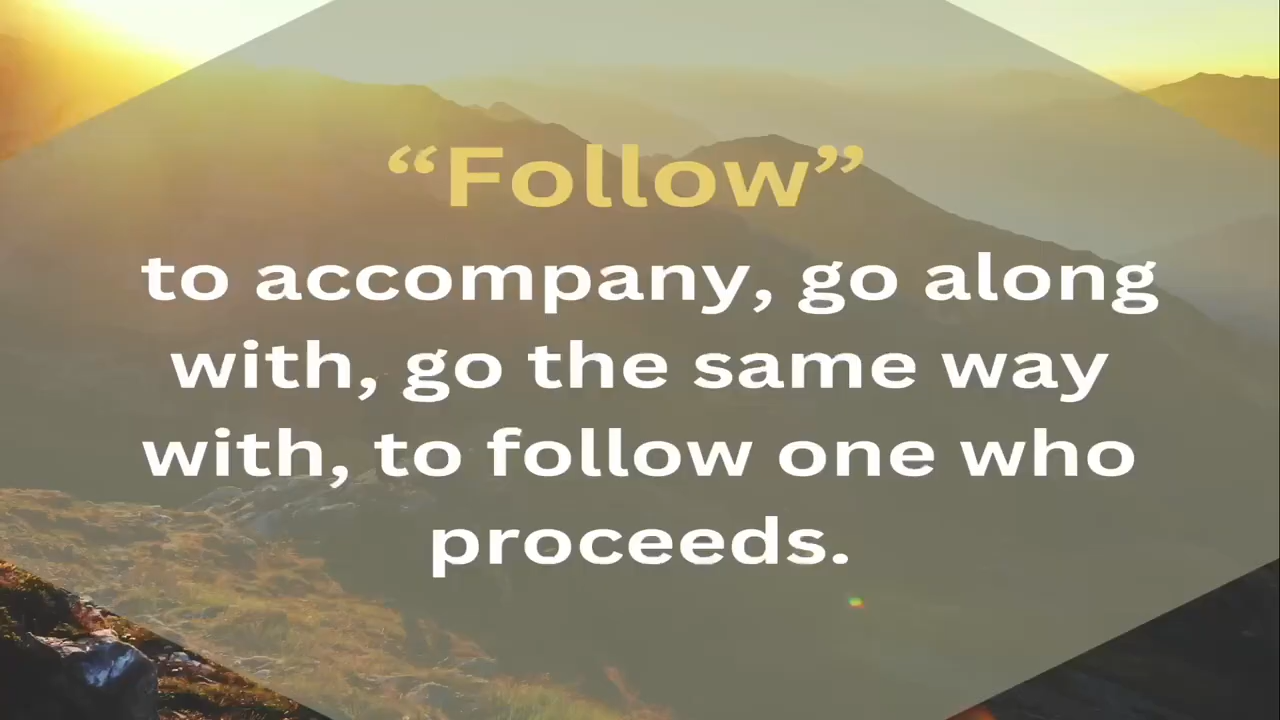 “Follow”
to accompany, go along
with, go the same way
with, to follow one who
proceeds.